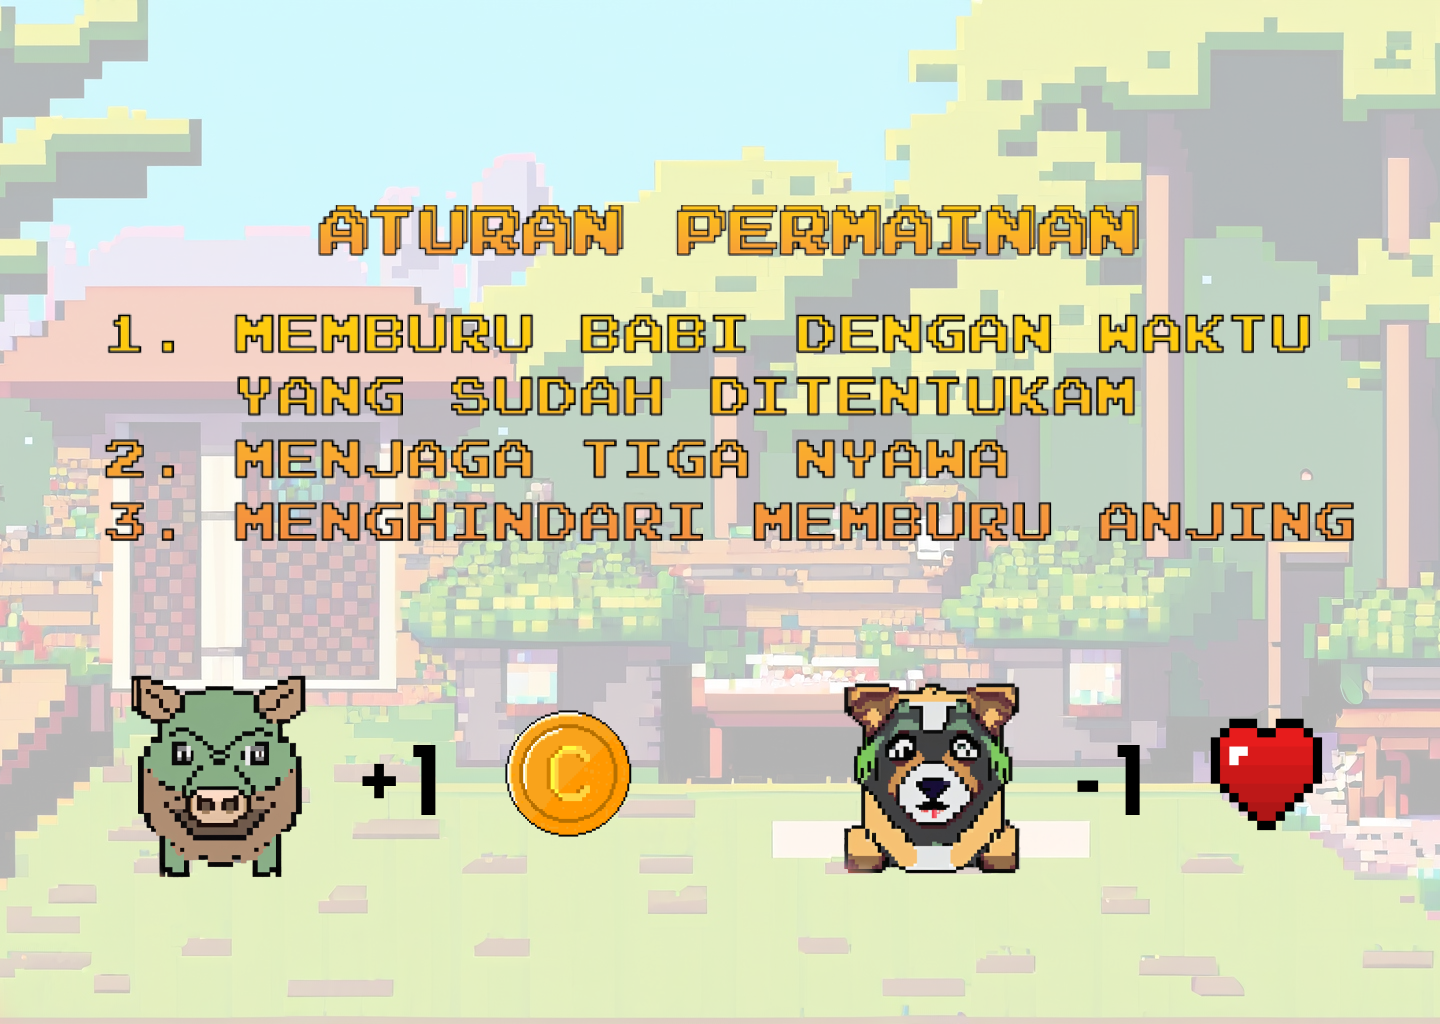 ATURAN PERMAINAN
1. MEMBURU BABI DENGAN WAKTU
YANG SUDAH DITENTUKAM
2. MENJAGA TIGA NYAWA
3. MENGHINDARI MEMBURU ANJING
+1 C -1